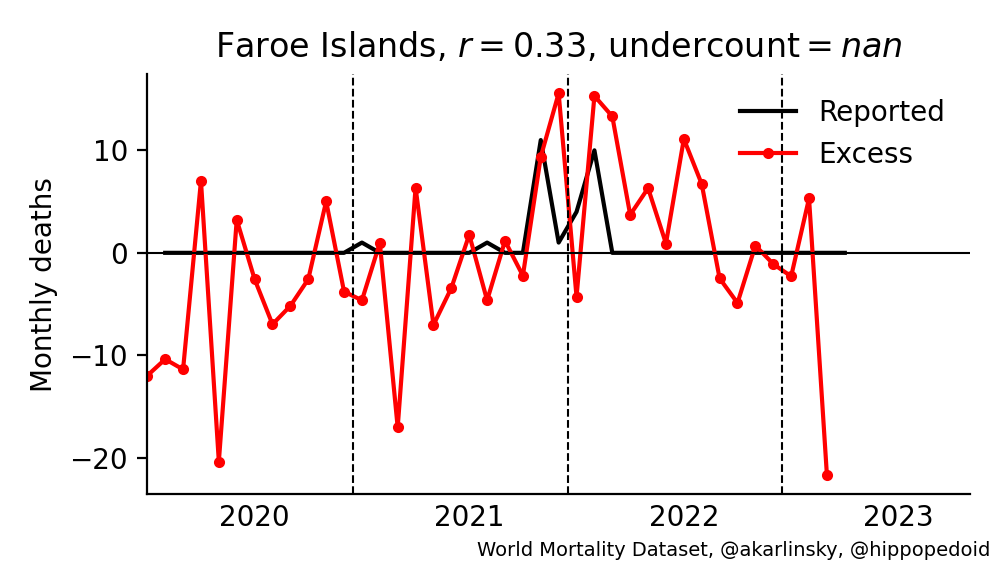 Faroe Islands, r = 0.33, undercount = nan
Reported
Excess
Monthly deaths
10
0
−10
−20
2020 2021 2022 2023
World Mortality Dataset, @akarlinsky, @hippopedoid